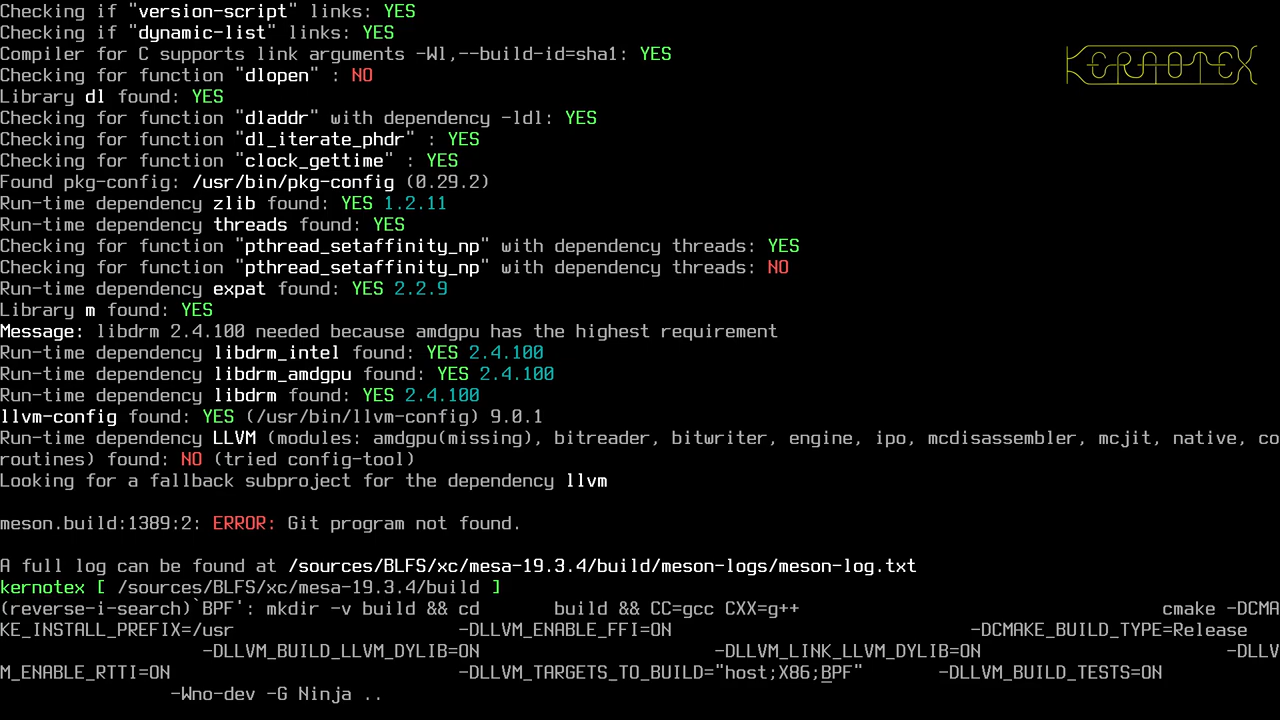 Checking if "version-script" links: YES
Checking if "dynamic-list" links: YES
Compiler for C supports link arguments -Wl,--build-id=sha1: YES
Checking for function "dlopen" : NO
Library dl found: YES
Checking for function "dladdr" with dependency -ldl: YES
Checking for function "dl_iterate_phdr" : YES
Checking for function "clock_gettime" : YES
Found pkg-config: /usr/bin/pkg-config (0.29.2)
Run-time dependency zlib found: YES 1.2.11
Run-time dependency threads found: YES
Checking for function "pthread_setaffinity_np" with dependency threads: YES
Checking for function "pthread_setaffinity_np" with dependency threads: NO
Run-time dependency expat found: YES 2.2.9
Library m found: YES
Message: libdrm 2.4.100 needed because amdgpu has the highest requirement
Run-time dependency libdrm_intel found: YES 2.4.100
Run-time dependency libdrm_amdgpu found: YES 2.4.100
Run-time dependency libdrm found: YES 2.4.100
llvm-config found: YES (/usr/bin/llvm-config) 9.0.1
Run-time dependency LLVM (modules: amdgpu(missing), bitreader, bitwriter, engine, ipo, mcdisassembler, mcjit, native, co
routines) found: NO (tried config-tool)
Looking for a fallback subproject for the dependency llvm
meson.build:1389:2: ERROR: Git program not found.
A full log can be found at /sources/BLFS/xc/mesa-19.3.4/build/meson-logs/meson-log.txt
kernotex [ /sources/BLFS/xc/mesa-19.3.4/build ]
(reverse-i-search)`BPF': mkdir -v build && cd build && CC=gcc CXX=g++ cmake -DCMA
KE_INSTALL_PREFIX=/usr -DLLVM_ENABLE_FFI=ON -DCMAKE_BUILD_TYPE=Release
-DLLVM_BUILD_LLVM_DYLIB=ON -DLLVM_LINK_LLVM_DYLIB=ON -DLLV
M_ENABLE_RTTI=ON -DLLVM_TARGETS_TO_BUILD="host;X86;BPF" -DLLVM_BUILD_TESTS=ON
-Wno-dev -G Ninja ..
KERNOTEX